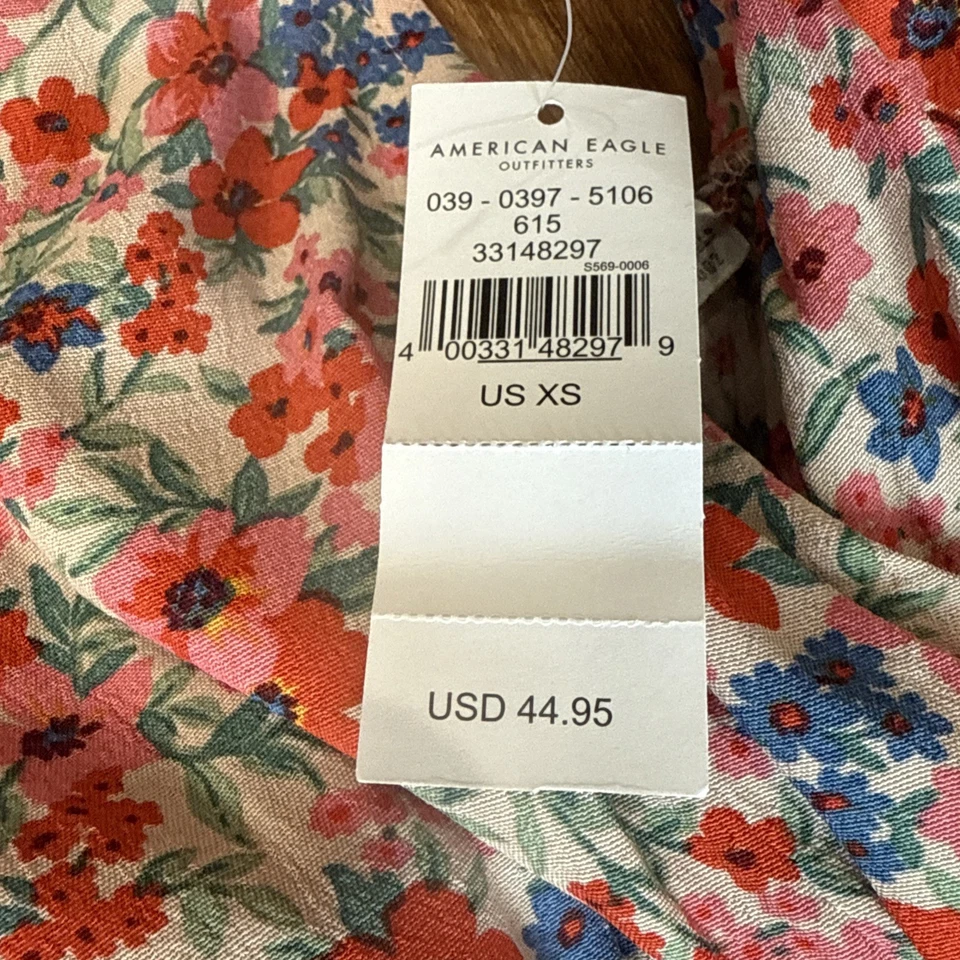 AMERICAN EAGLE
OUTFITTERS
039 - 0397 - 5106
615
33148297
S569-0006
4 00331 48297 9
US XS
USD 44.95